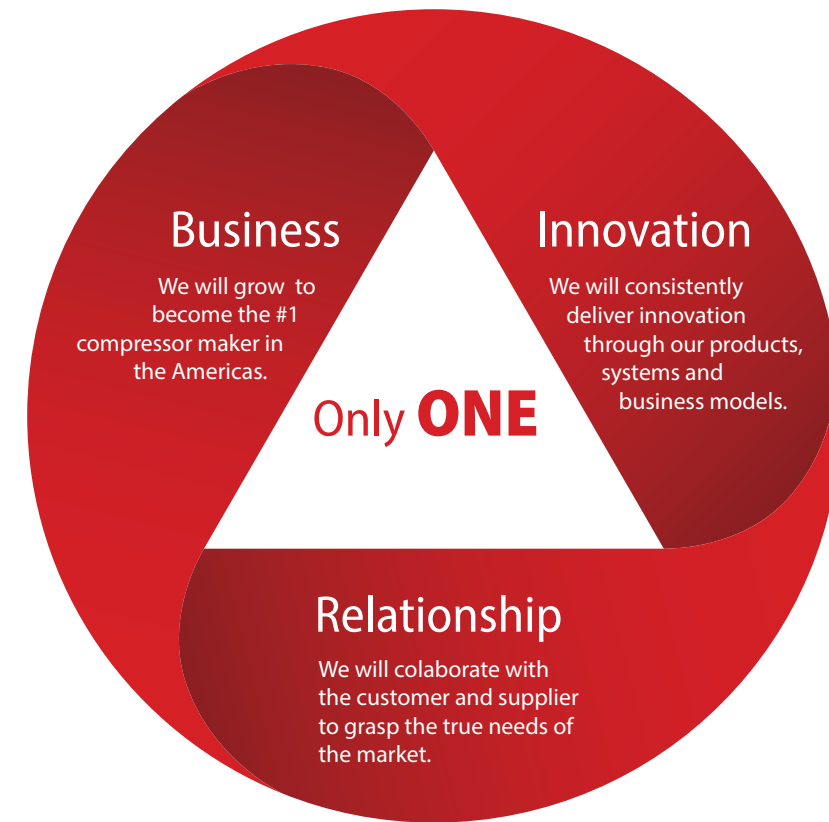 Business
We will grow  to
become the #1
compressor maker in
the Americas.
Innovation
We will consistently
deliver innovation
through our products,
systems and
business models.
Only ONE
Relationship
We will colaborate with
the customer and supplier
to grasp the true needs of
the market.